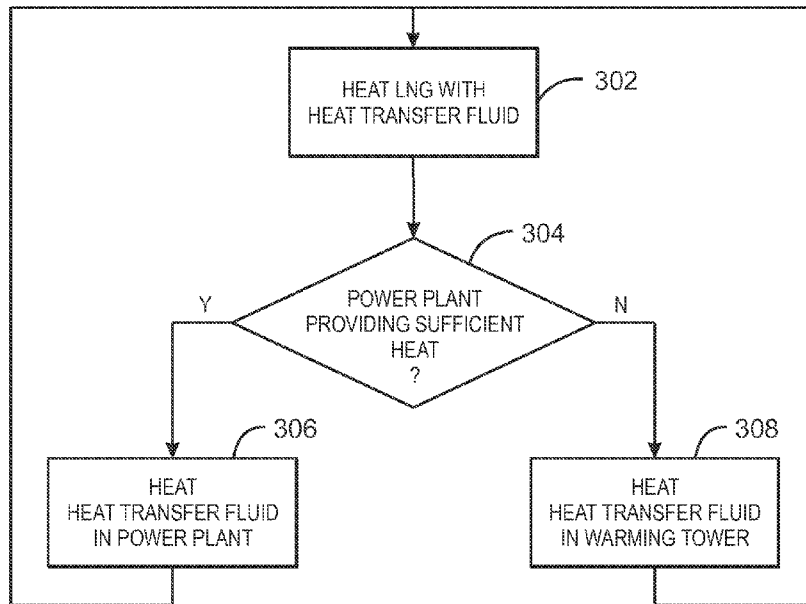 HEAT LNG WITH
HEAT TRANSFER FLUID
302
304
POWER PLANT
PROVIDING SUFFICIENT
HEAT
?
Y
N
306
HEAT
HEAT TRANSFER FLUID
IN POWER PLANT
308
HEAT
HEAT TRANSFER FLUID
IN WARMING TOWER